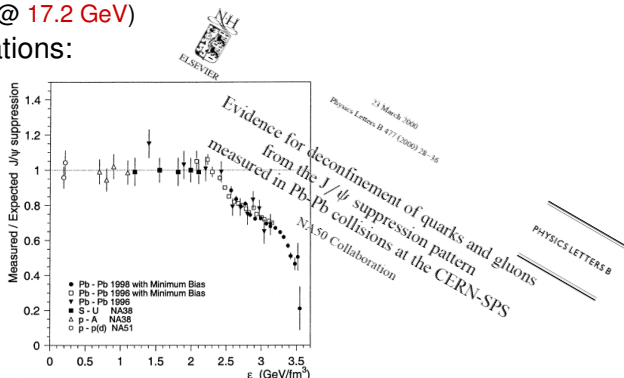 @ 17.2 GeV)
ations:
NH
ELSEVIER
23 March 2000
Physics Letters B 477 (2000) 28–36
Evidence for deconfinement of quarks and gluons
from the J/ψ suppression pattern
measured in Pb-Pb collisions at the CERN-SPS
NA50 Collaboration
PHYSICS LETTERS B
Measured / Expected J/ψ suppression
1.4
1.2
1
0.8
0.6
0.4
0.2
0
Pb - Pb 1998 with Minimum Bias
Pb - Pb 1996 with Minimum Bias
Pb - Pb 1996
S - U NA38
p - A NA38
p - p(d) NA51
0 0.5 1 1.5 2 2.5 3 3.5
ε (GeV/fm³)